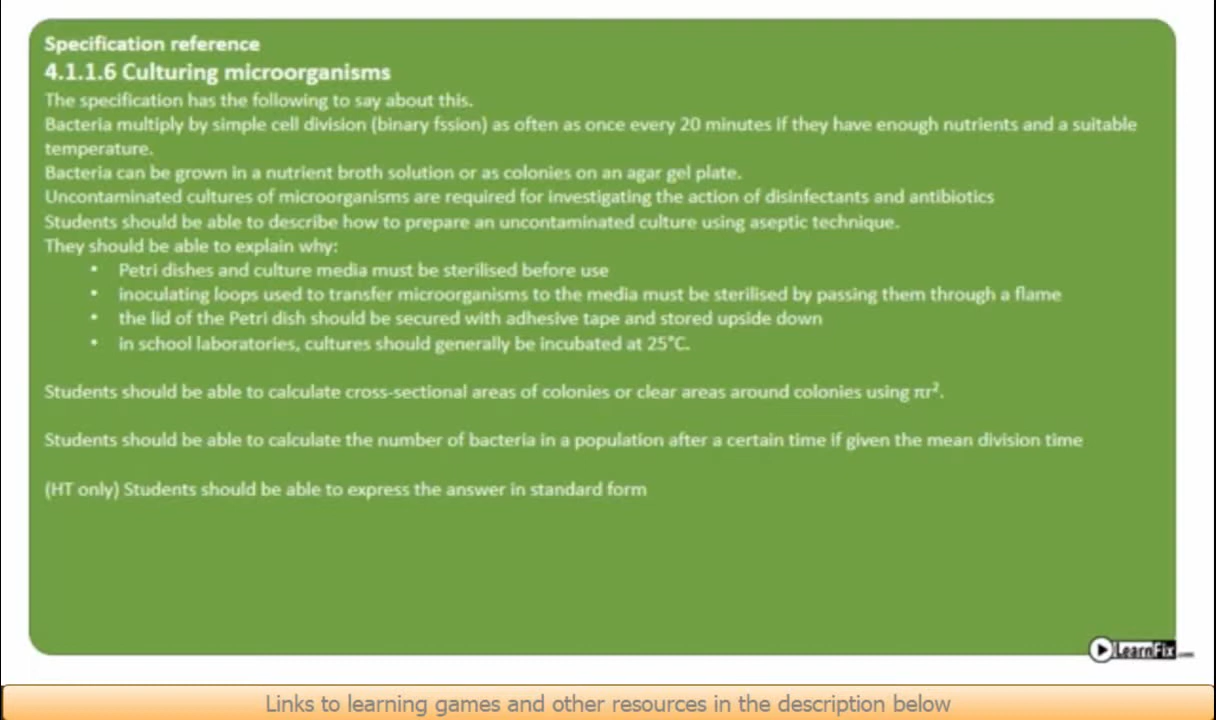 Specification reference
4.1.1.6 Culturing microorganisms
The specification has the following to say about this.
Bacteria multiply by simple cell division (binary fssion) as often as once every 20 minutes if they have enough nutrients and a suitable
temperature.
Bacteria can be grown in a nutrient broth solution or as colonies on an agar gel plate.
Uncontaminated cultures of microorganisms are required for investigating the action of disinfectants and antibiotics
Students should be able to describe how to prepare an uncontaminated culture using aseptic technique.
They should be able to explain why:
• Petri dishes and culture media must be sterilised before use
• inoculating loops used to transfer microorganisms to the media must be sterilised by passing them through a flame
• the lid of the Petri dish should be secured with adhesive tape and stored upside down
• in school laboratories, cultures should generally be incubated at 25°C.
Students should be able to calculate cross-sectional areas of colonies or clear areas around colonies using πr².
Students should be able to calculate the number of bacteria in a population after a certain time if given the mean division time
(HT only) Students should be able to express the answer in standard form
LearnFix
Links to learning games and other resources in the description below